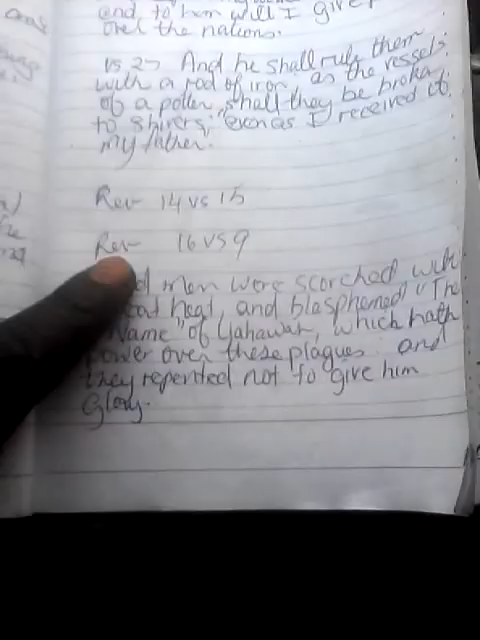 and to him will I give
over the nations.
vs 27 And he shall rule them
with a rod of iron, as the vessels
of a potter shall they be broken
to shivers; even as I received of
my father.
Rev 14 vs 15
Rev 16 vs 9
men were scorched with
heat, and blasphemed "The
Name" of Yahawah, which hath
power over these plagues and
they repented not to give him
Glory.